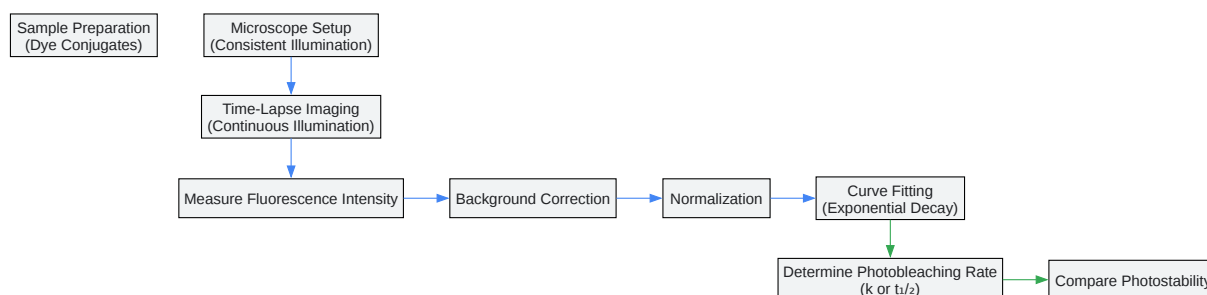 Sample Preparation
(Dye Conjugates)
Microscope Setup
(Consistent Illumination)
Time-Lapse Imaging
(Continuous Illumination)
Measure Fluorescence Intensity
Background Correction
Normalization
Curve Fitting
(Exponential Decay)
Determine Photobleaching Rate
(k or t₁/₂)
Compare Photostability